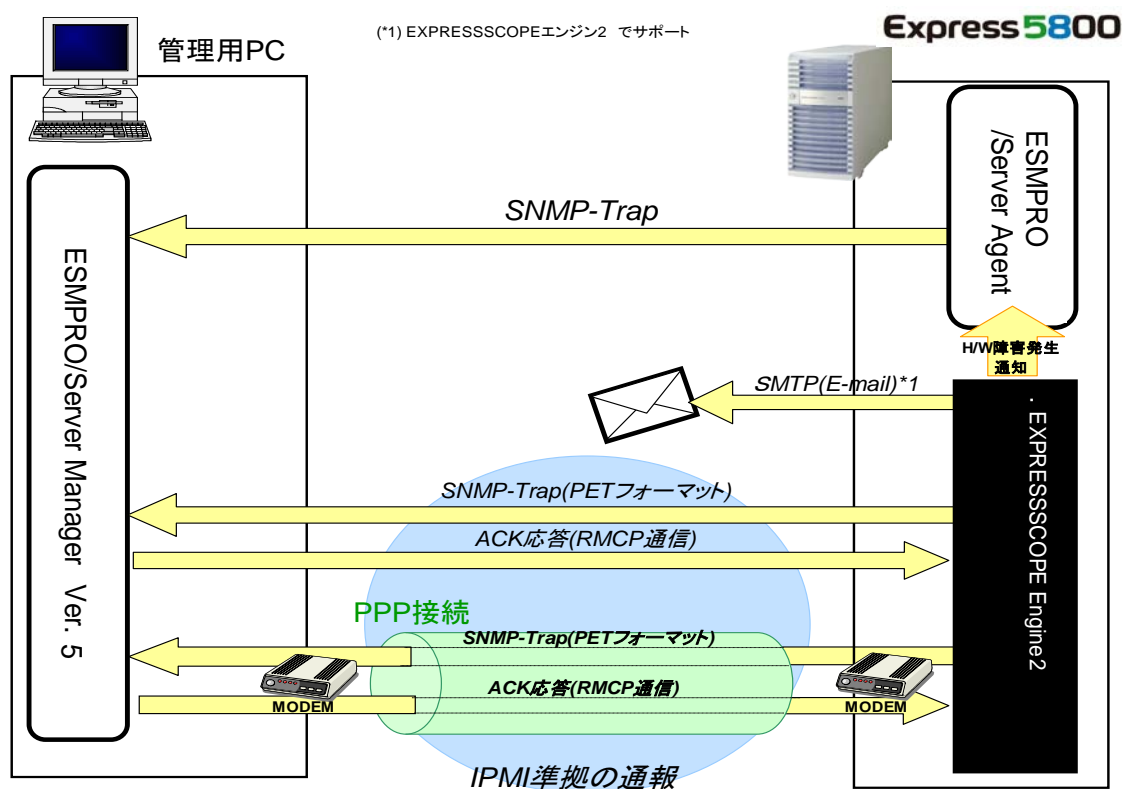 (*1) EXPRESSSCOPEエンジン2 でサポート
Express5800
管理用PC
ESMPRO/Server Manager Ver. 5
SNMP-Trap
ESMPRO
/Server Agent
H/W障害発生
通知
SMTP(E-mail)*1
. EXPRESSSCOPE Engine2
SNMP-Trap(PETフォーマット)
ACK応答(RMCP通信)
PPP接続
SNMP-Trap(PETフォーマット)
ACK応答(RMCP通信)
MODEM
MODEM
IPMI準拠の通報